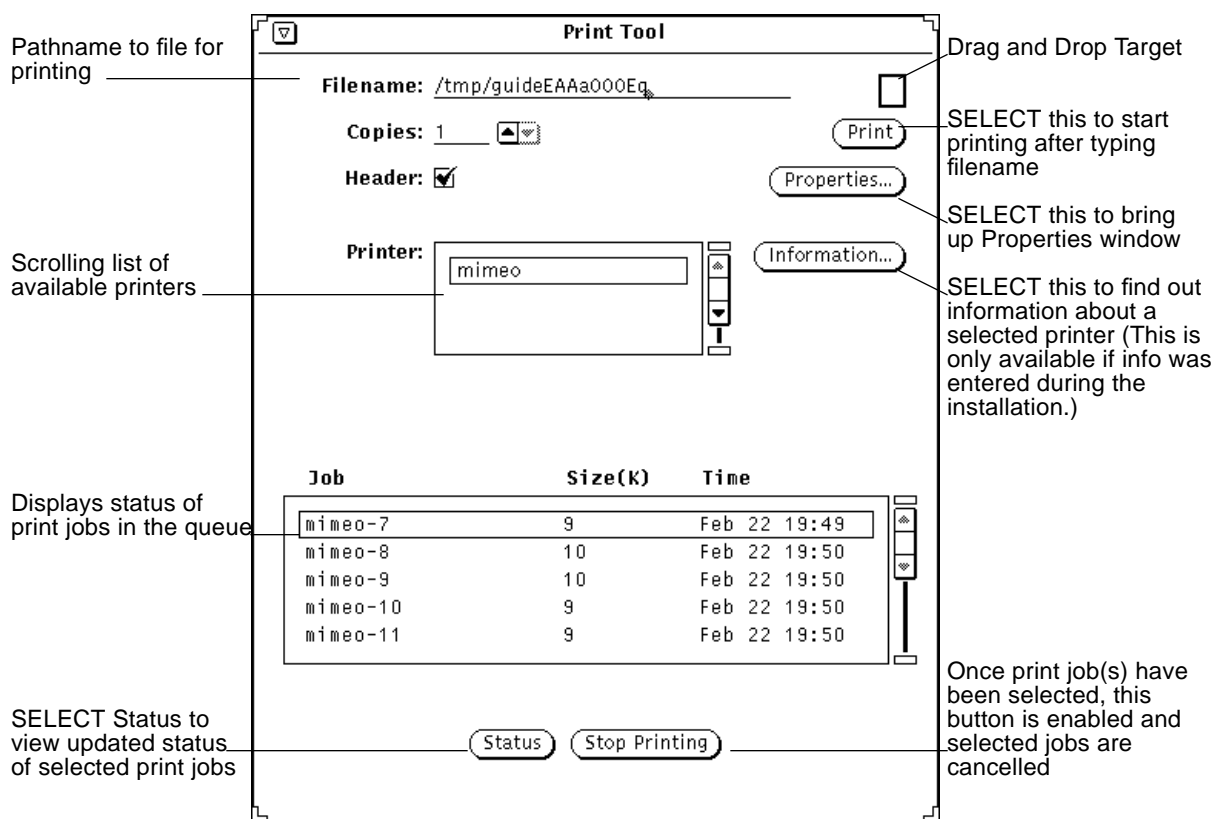 Print Tool
Pathname to file for
printing
Filename: /tmp/guideEAAa000Eq
Drag and Drop Target
Copies: 1
Print
SELECT this to start
printing after typing
filename
Header:
Properties...
SELECT this to bring
up Properties window
Printer:
mimeo
Information...
Scrolling list of
available printers
SELECT this to find out
information about a
selected printer (This is
only available if info was
entered during the
installation.)
Job Size(K) Time
Displays status of
print jobs in the queue
mimeo-7 9 Feb 22 19:49
mimeo-8 10 Feb 22 19:50
mimeo-9 10 Feb 22 19:50
mimeo-10 9 Feb 22 19:50
mimeo-11 9 Feb 22 19:50
SELECT Status to
view updated status
of selected print jobs
Status Stop Printing
Once print job(s) have
been selected, this
button is enabled and
selected jobs are
cancelled